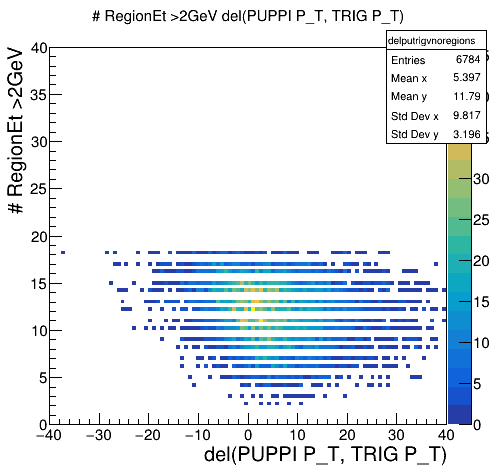 # RegionEt >2GeV del(PUPPI P_T, TRIG P_T)
delputrigvnoregions
Entries 6784
Mean x 5.397
Mean y 11.79
Std Dev x 9.817
Std Dev y 3.196
# RegionEt >2GeV
40
35
30
25
20
15
10
5
0
30
25
20
15
10
5
0
−40 −30 −20 −10 0 10 20 30 40
del(PUPPI P_T, TRIG P_T)